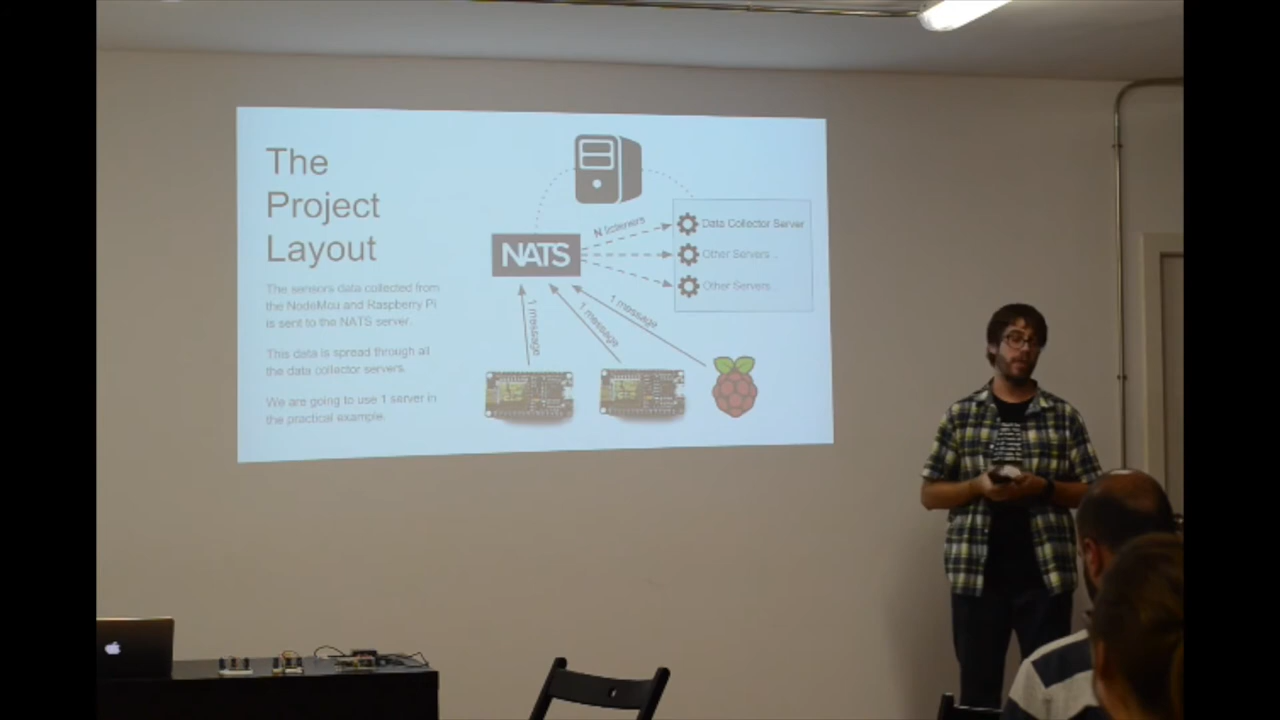 The
Project
Layout
The sensors data collected from
the NodeMcu and Raspberry Pi
is sent to the NATS server.
This data is spread through all
the data collector servers.
We are going to use 1 server in
the practical example.
NATS
N listeners
Data Collector Server
Other Servers...
Other Servers...
1 message
1 message
1 message